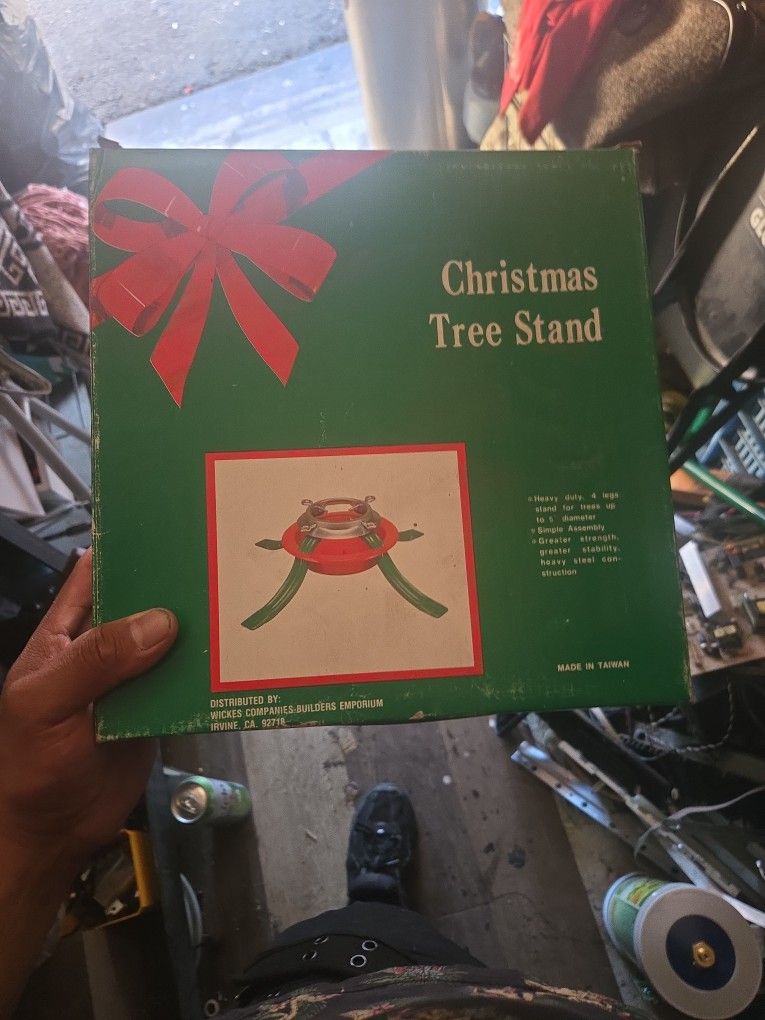 Christmas
Tree Stand
Heavy duty, 4 legs
stand for trees up
to 5" diameter
Simple Assembly
Greater strength,
greater stability,
heavy steel con-
struction
MADE IN TAIWAN
DISTRIBUTED BY:
WICKES COMPANIES-BUILDERS EMPORIUM
IRVINE, CA. 92718